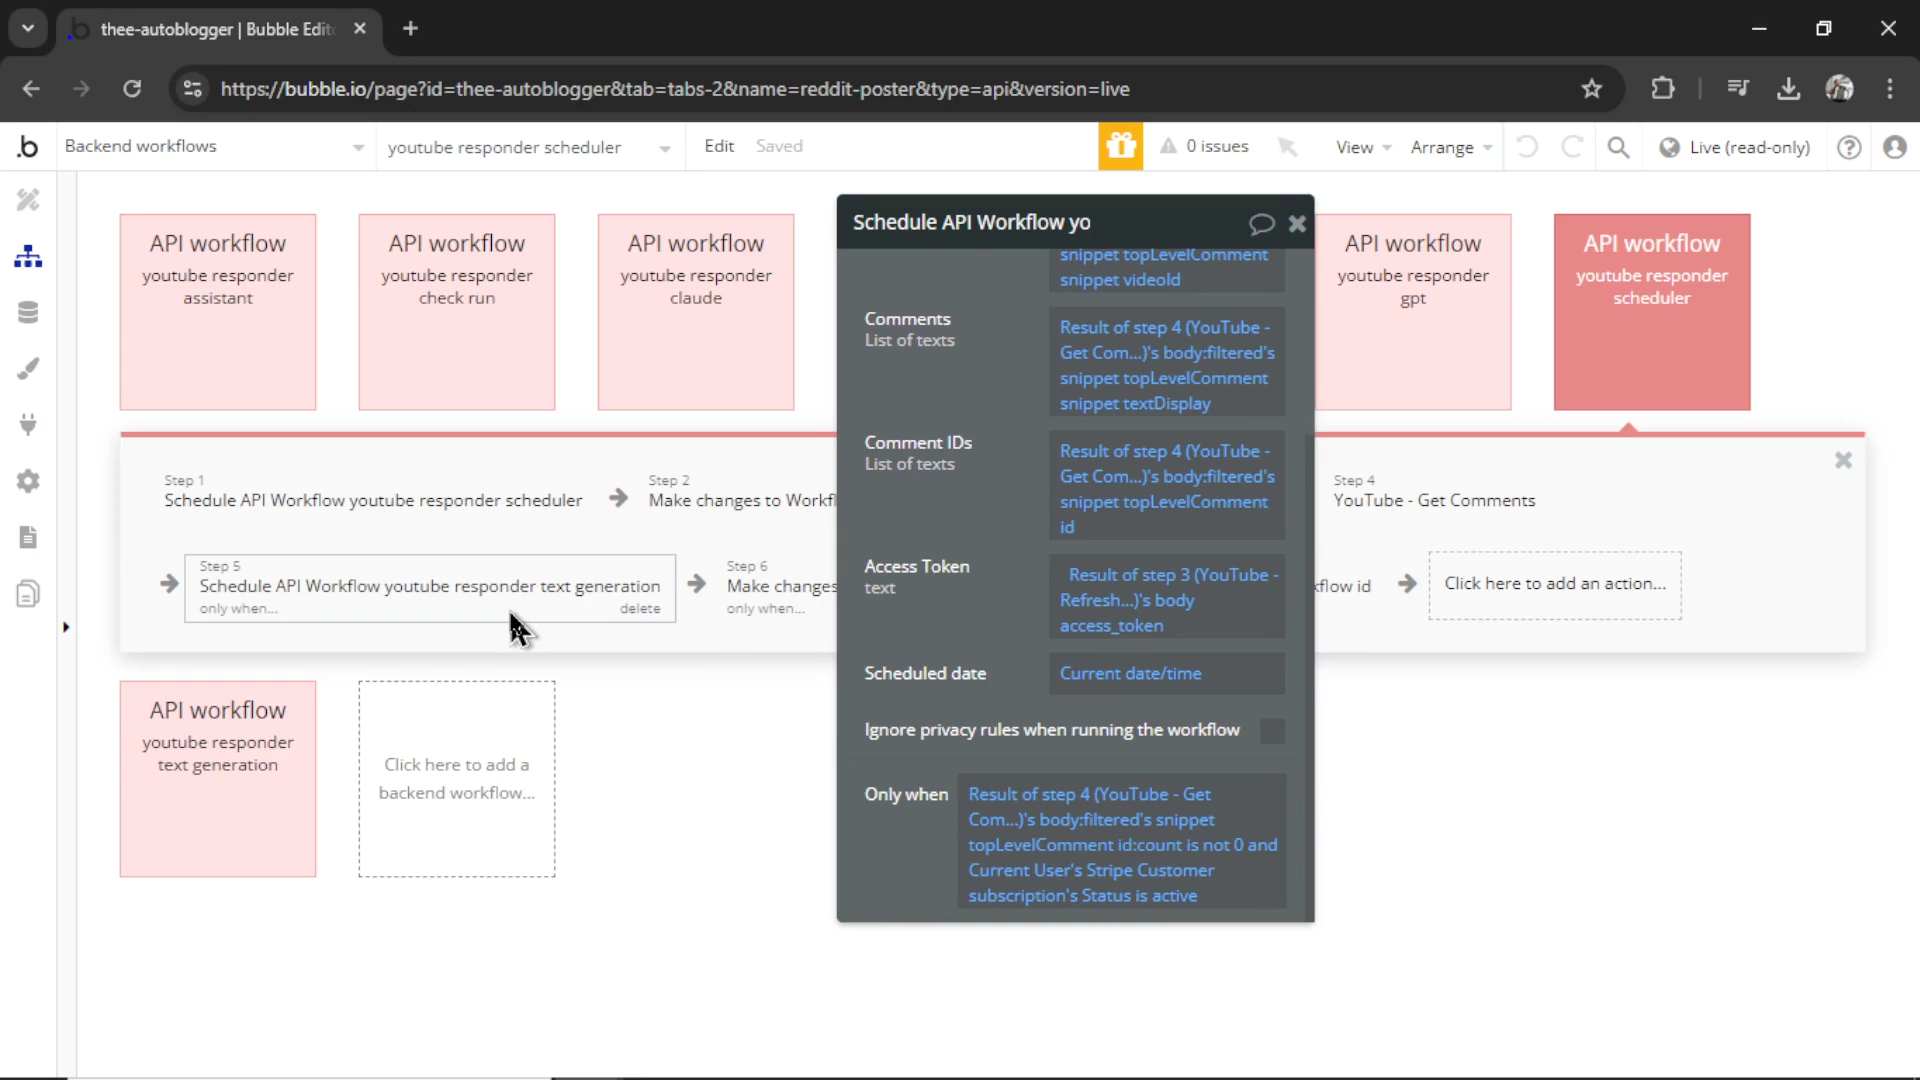 thee-autoblogger | Bubble Edit
https://bubble.io/page?id=thee-autoblogger&tab=tabs-2&name=reddit-poster&type=api&version=live
.b
Backend workflows
youtube responder scheduler
Edit
Saved
0 issues
View
Arrange
Live (read-only)
API workflow
youtube responder
assistant
API workflow
youtube responder
check run
API workflow
youtube responder
claude
API workflow
youtube responder
gpt
API workflow
youtube responder
scheduler
Schedule API Workflow yo
snippet topLevelComment
snippet videoId
Comments
List of texts
Result of step 4 (YouTube -
Get Com...)'s body:filtered's
snippet topLevelComment
snippet textDisplay
Comment IDs
List of texts
Result of step 4 (YouTube -
Get Com...)'s body:filtered's
snippet topLevelComment
id
Access Token
text
Result of step 3 (YouTube -
Refresh...)'s body
access_token
Scheduled date
Current date/time
Ignore privacy rules when running the workflow
Only when
Result of step 4 (YouTube - Get
Com...)'s body:filtered's snippet
topLevelComment id:count is not 0 and
Current User's Stripe Customer
subscription's Status is active
Step 1
Schedule API Workflow youtube responder scheduler
Step 2
Make changes to Workfl
Step 4
YouTube - Get Comments
Step 5
Schedule API Workflow youtube responder text generation
only when...
delete
Step 6
Make changes
only when...
kflow id
Click here to add an action...
API workflow
youtube responder
text generation
Click here to add a
backend workflow...